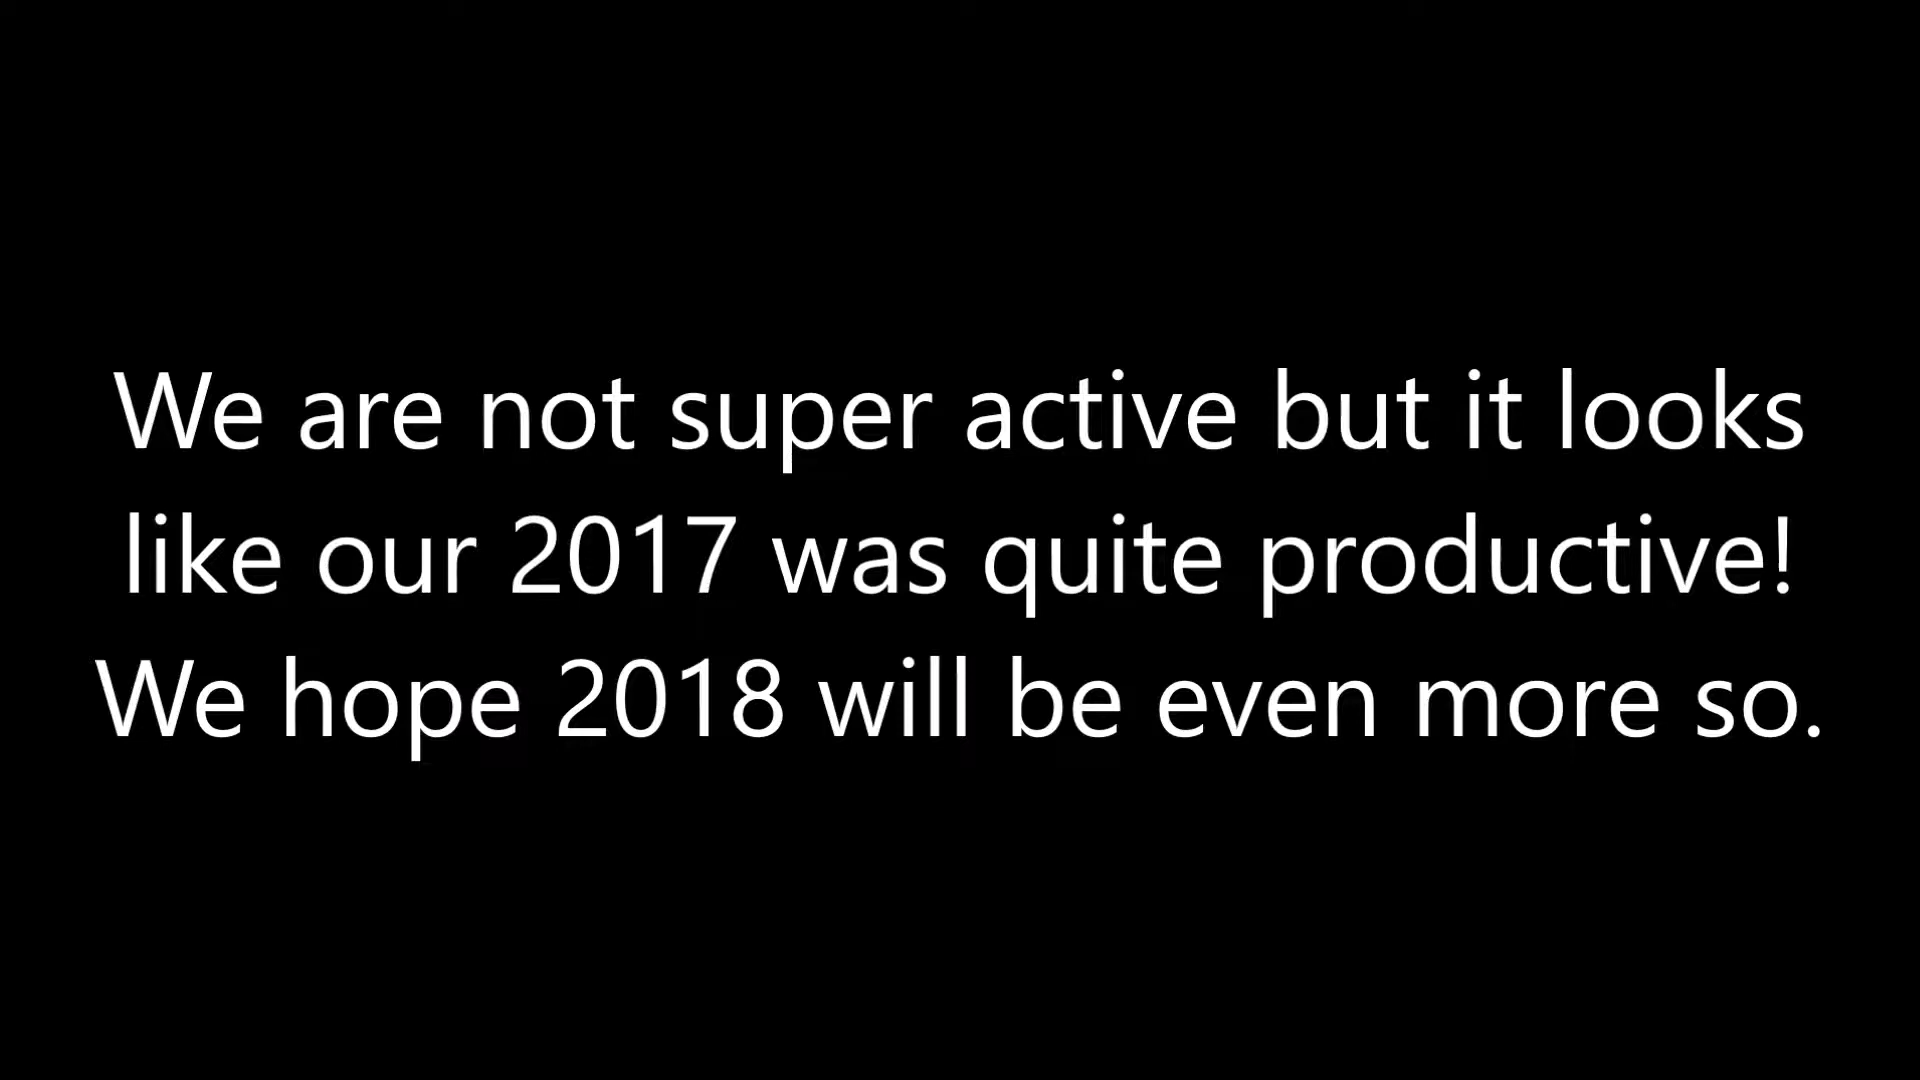 We are not super active but it looks
like our 2017 was quite productive!
We hope 2018 will be even more so.